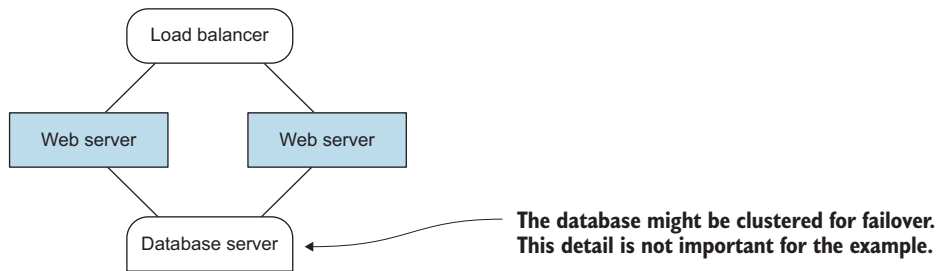 Load balancer
Web server
Web server
Database server
The database might be clustered for failover.
This detail is not important for the example.